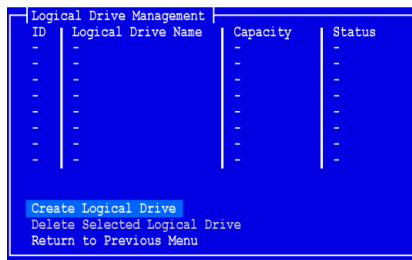 Logical Drive Management
ID Logical Drive Name Capacity Status
- - - -
- - - -
- - - -
- - - -
- - - -
- - - -
- - - -
- - - -
Create Logical Drive
Delete Selected Logical Drive
Return to Previous Menu